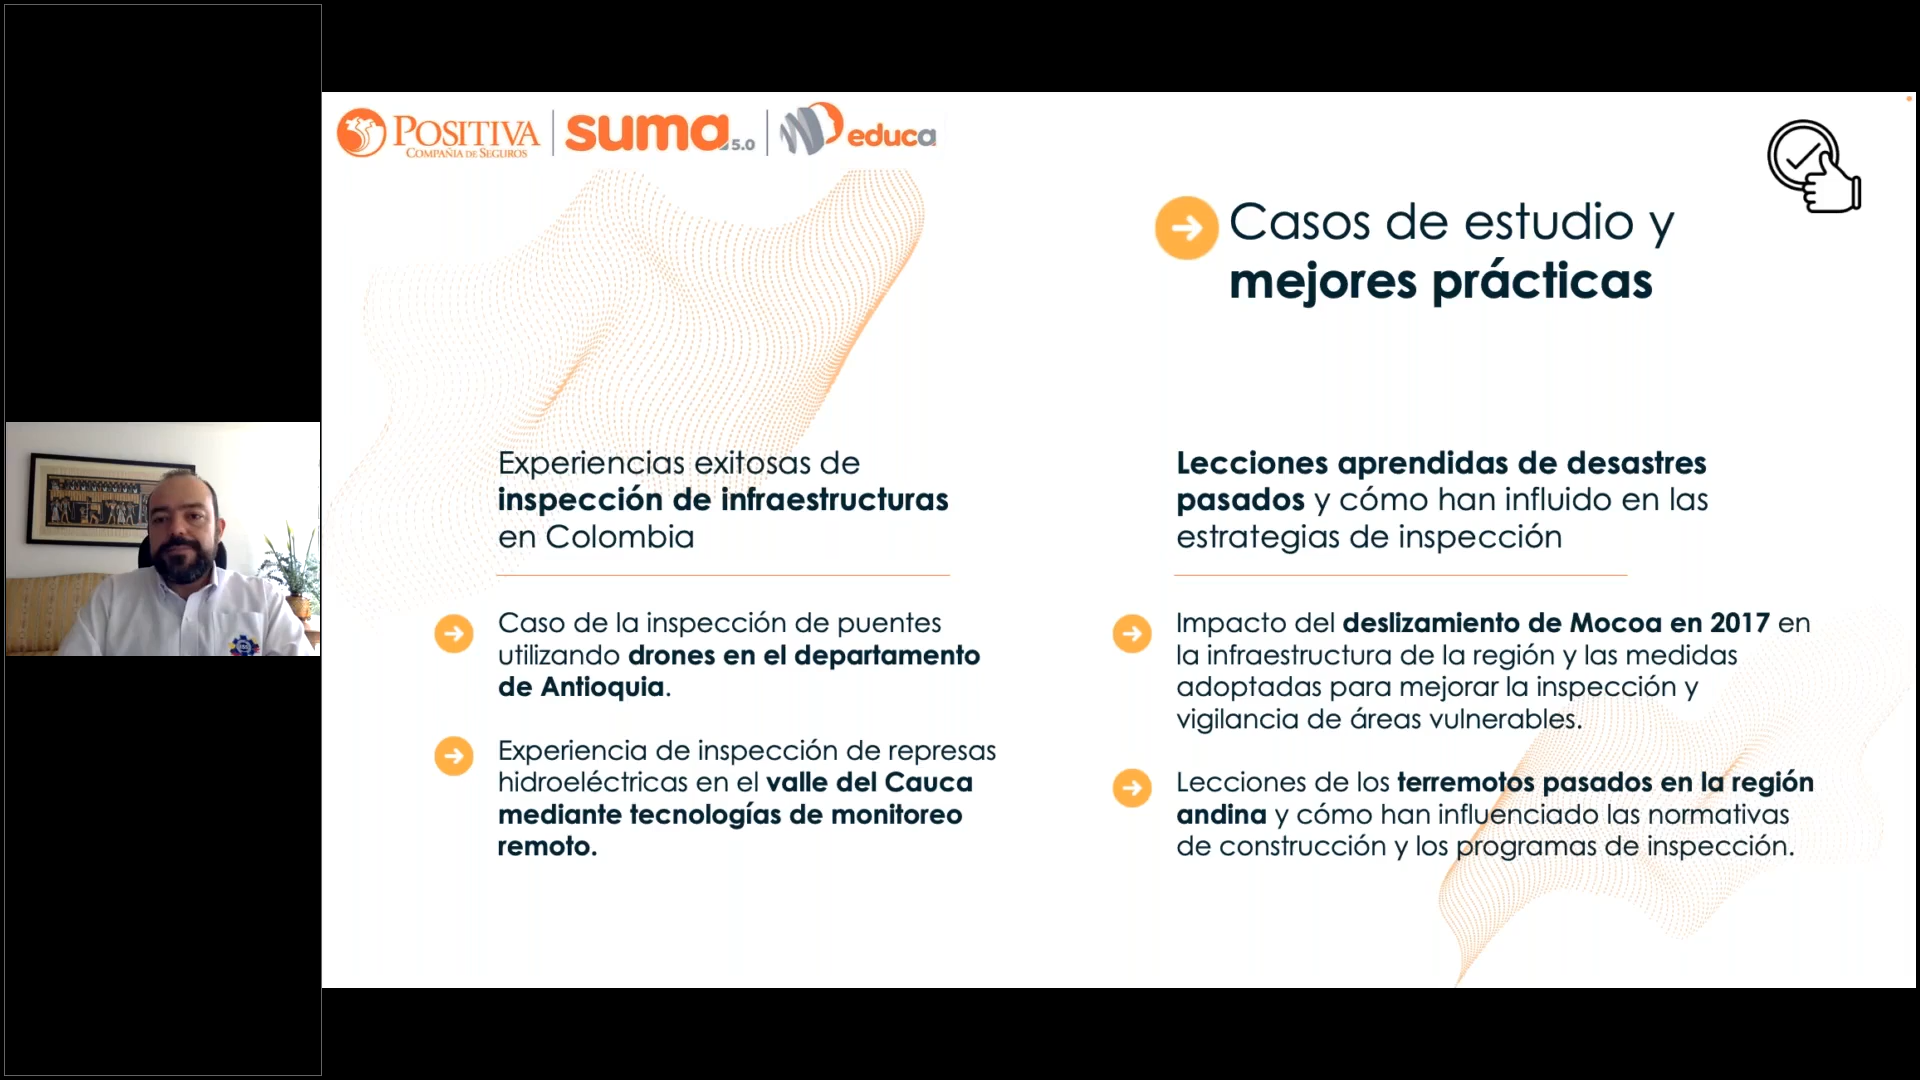 POSITIVA
COMPAÑIA DE SEGUROS
suma 5.0
educa
Casos de estudio y
mejores prácticas
Experiencias exitosas de
inspección de infraestructuras
en Colombia
Caso de la inspección de puentes
utilizando drones en el departamento
de Antioquia.
Experiencia de inspección de represas
hidroeléctricas en el valle del Cauca
mediante tecnologías de monitoreo
remoto.
Lecciones aprendidas de desastres
pasados y cómo han influido en las
estrategias de inspección
Impacto del deslizamiento de Mocoa en 2017 en
la infraestructura de la región y las medidas
adoptadas para mejorar la inspección y
vigilancia de áreas vulnerables.
Lecciones de los terremotos pasados en la región
andina y cómo han influenciado las normativas
de construcción y los programas de inspección.